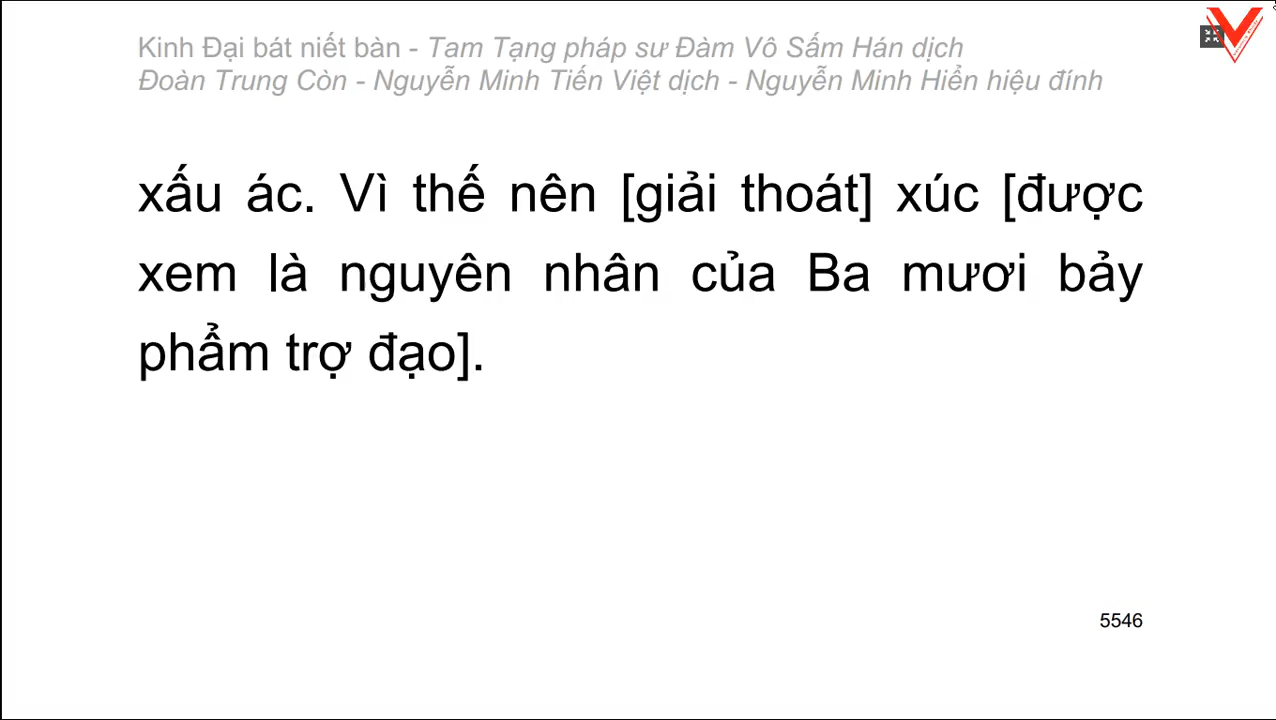 Kinh Đại bát niết bàn - Tam Tạng pháp sư Đàm Vô Sấm Hán dịch
Đoàn Trung Còn - Nguyễn Minh Tiến Việt dịch - Nguyễn Minh Hiển hiệu đính
xấu ác. Vì thế nên [giải thoát] xúc [được
xem là nguyên nhân của Ba mươi bảy
phẩm trợ đạo].
5546